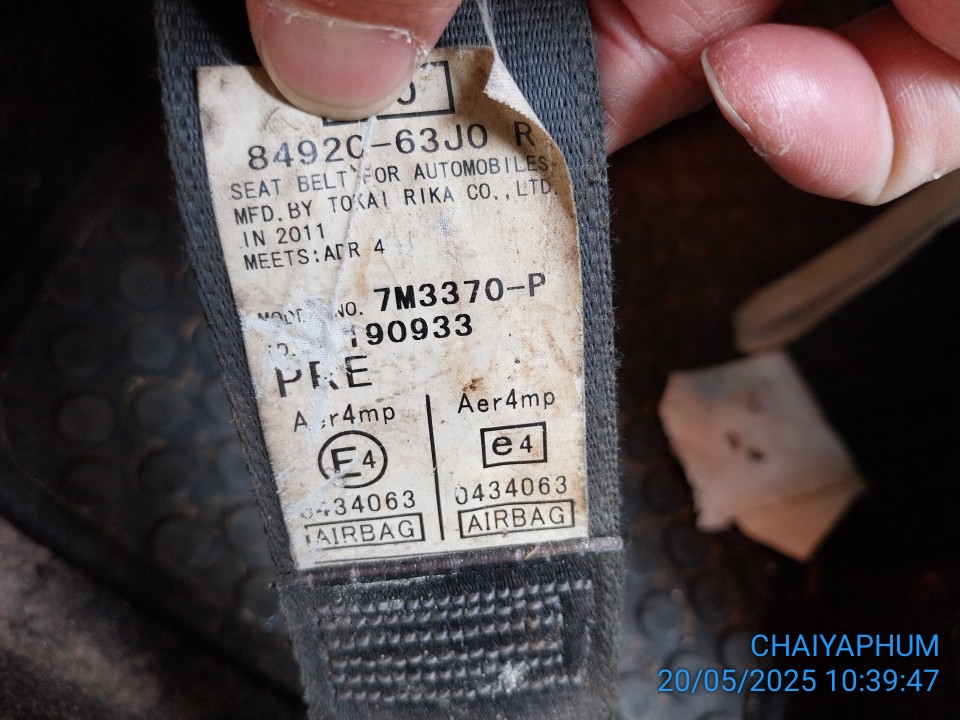 J
8492C-63J0 R
SEAT BELT FOR AUTOMOBILES
MFD. BY TOKAI RIKA CO., LTD.
IN 2011
MEETS: ADR 4
MODEL NO. 7M3370-P
190933
PRE
Aer4mp Aer4mp
E4 e4
0434063 0434063
AIRBAG AIRBAG
CHAIYAPHUM
20/05/2025 10:39:47